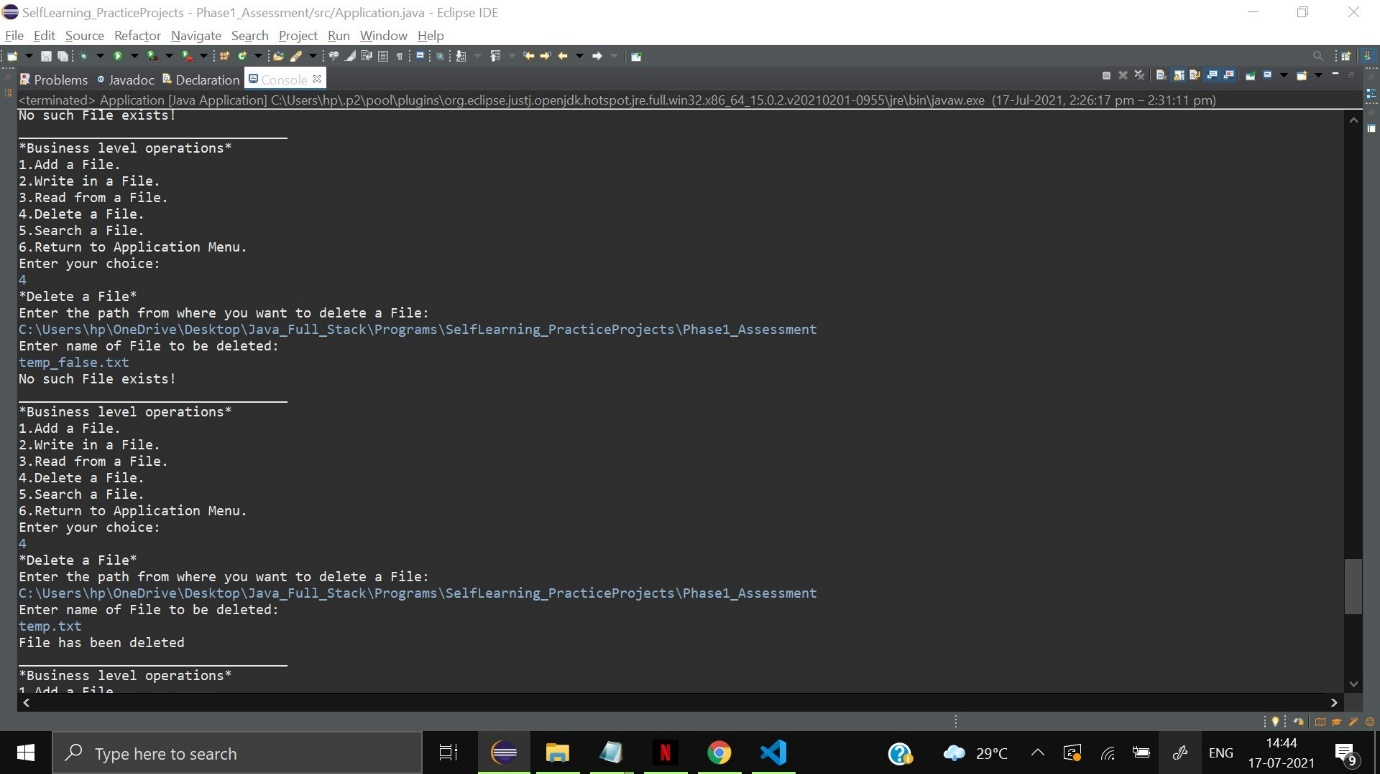 SelfLearning_PracticeProjects - Phase1_Assessment/src/Application.java - Eclipse IDE
File Edit Source Refactor Navigate Search Project Run Window Help
Problems Javadoc Declaration Console
<terminated> Application [Java Application] C:\Users\hp\.p2\pool\plugins\org.eclipse.justj.openjdk.hotspot.jre.full.win32.x86_64_15.0.2.v20210201-0955\jre\bin\javaw.exe (17-Jul-2021, 2:26:17 pm – 2:31:11 pm)
No such File exists!
*Business level operations*
1.Add a File.
2.Write in a File.
3.Read from a File.
4.Delete a File.
5.Search a File.
6.Return to Application Menu.
Enter your choice:
4
*Delete a File*
Enter the path from where you want to delete a File:
C:\Users\hp\OneDrive\Desktop\Java_Full_Stack\Programs\SelfLearning_PracticeProjects\Phase1_Assessment
Enter name of File to be deleted:
temp_false.txt
No such File exists!
*Business level operations*
1.Add a File.
2.Write in a File.
3.Read from a File.
4.Delete a File.
5.Search a File.
6.Return to Application Menu.
Enter your choice:
4
*Delete a File*
Enter the path from where you want to delete a File:
C:\Users\hp\OneDrive\Desktop\Java_Full_Stack\Programs\SelfLearning_PracticeProjects\Phase1_Assessment
Enter name of File to be deleted:
temp.txt
File has been deleted
*Business level operations*
1.Add a File.
Type here to search
29°C
ENG
14:44
17-07-2021
9